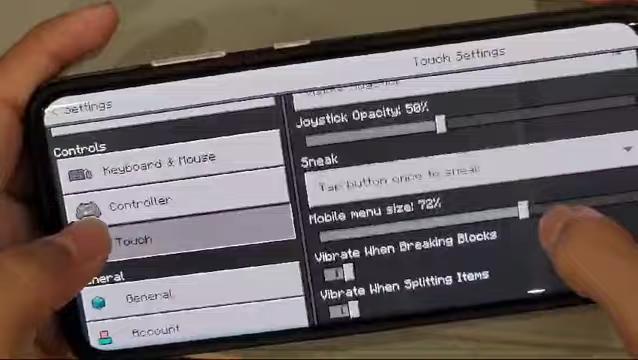 Touch Settings
Settings
Joystick Opacity: 50%
Controls
Sneak
Keyboard & Mouse
Tap button once to sneak
Controller
Mobile menu size: 72%
Touch
Vibrate When Breaking Blocks
General
Vibrate When Splitting Items
Account